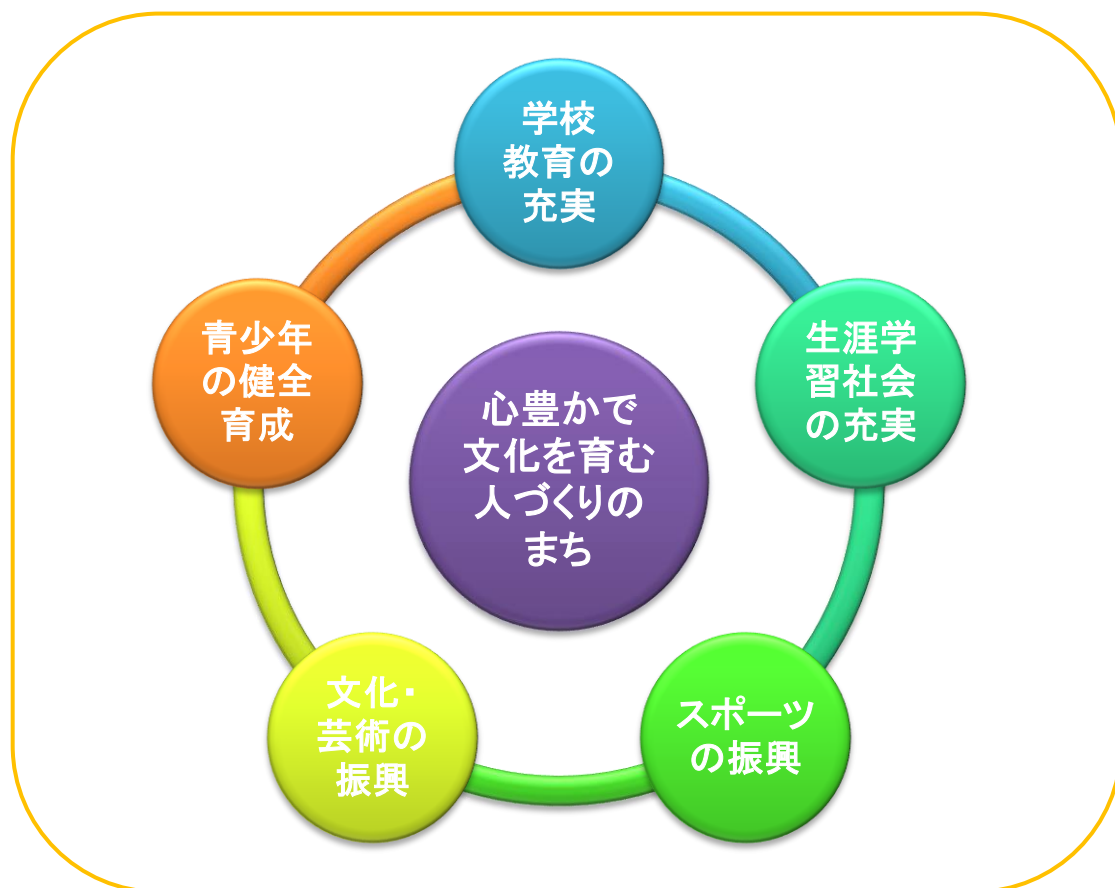 学校
教育の
充実
生涯学
習社会
の充実
スポーツ
の振興
文化・
芸術の
振興
青少年
の健全
育成
心豊かで
文化を育む
人づくりの
まち